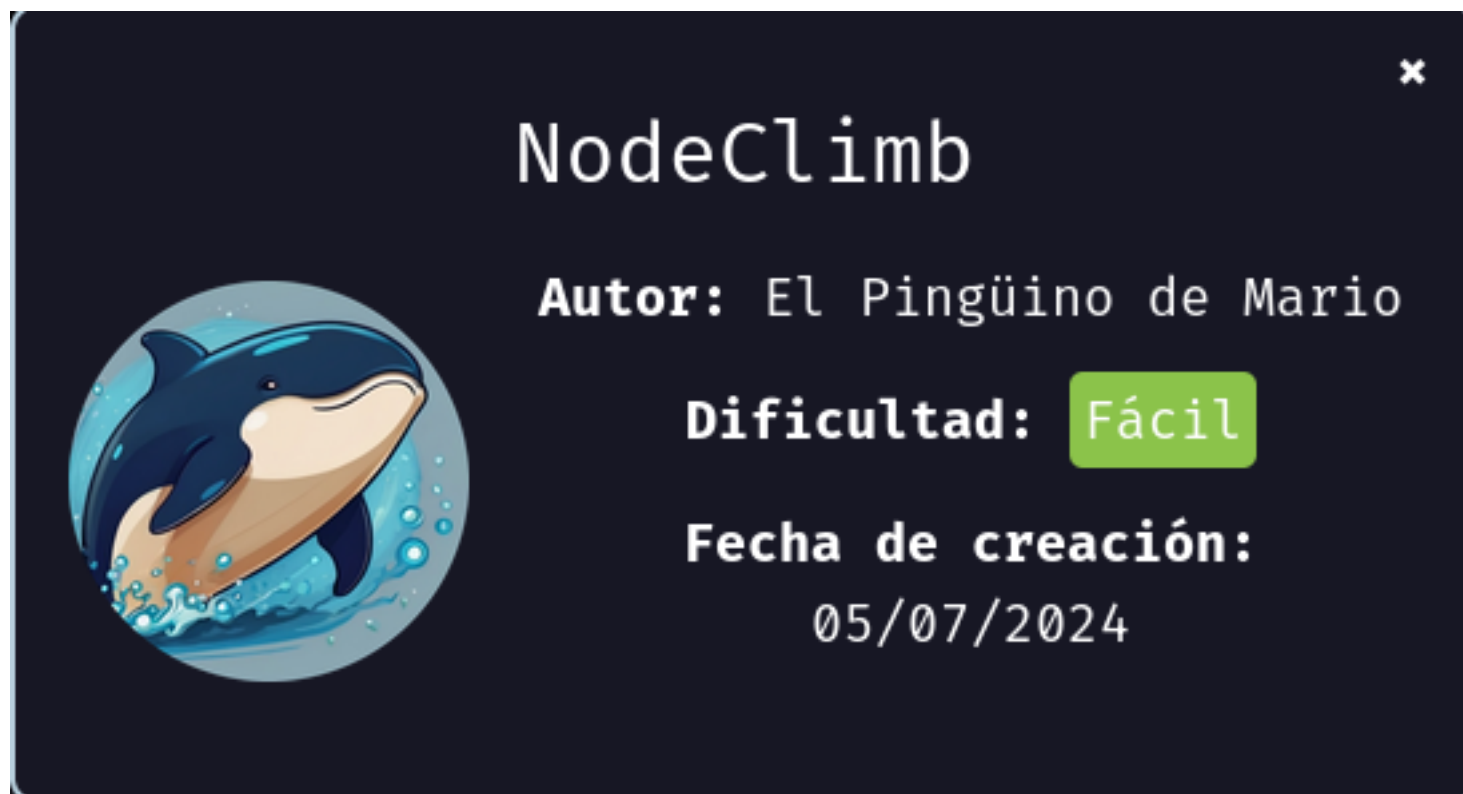 NodeClimb
Autor: El Pingüino de Mario
Dificultad: Fácil
Fecha de creación:
05/07/2024